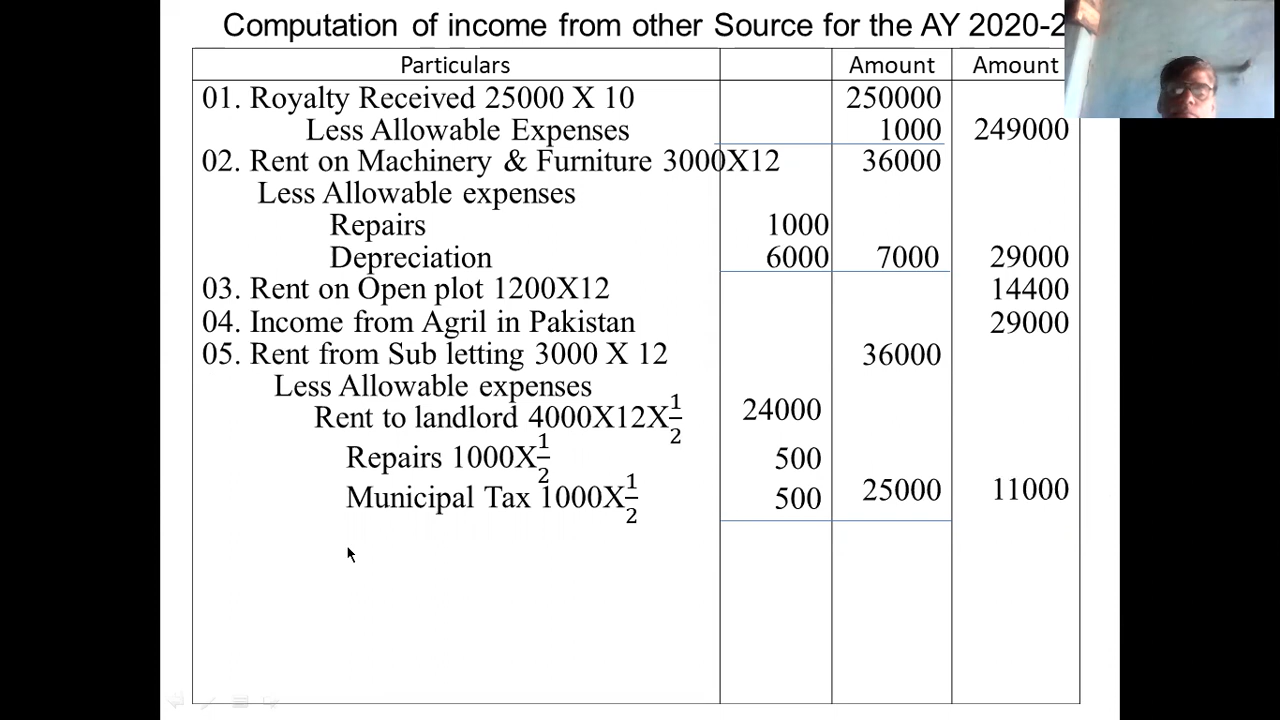 Computation of income from other Source for the AY 2020-2
Particulars Amount Amount
01. Royalty Received 25000 X 10 250000
Less Allowable Expenses 1000 249000
02. Rent on Machinery & Furniture 3000X12 36000
Less Allowable expenses
Repairs 1000
Depreciation 6000 7000 29000
03. Rent on Open plot 1200X12 14400
04. Income from Agril in Pakistan 29000
05. Rent from Sub letting 3000 X 12 36000
Less Allowable expenses
Rent to landlord 4000X12X1/2 24000
Repairs 1000X1/2 500
Municipal Tax 1000X1/2 500 25000 11000